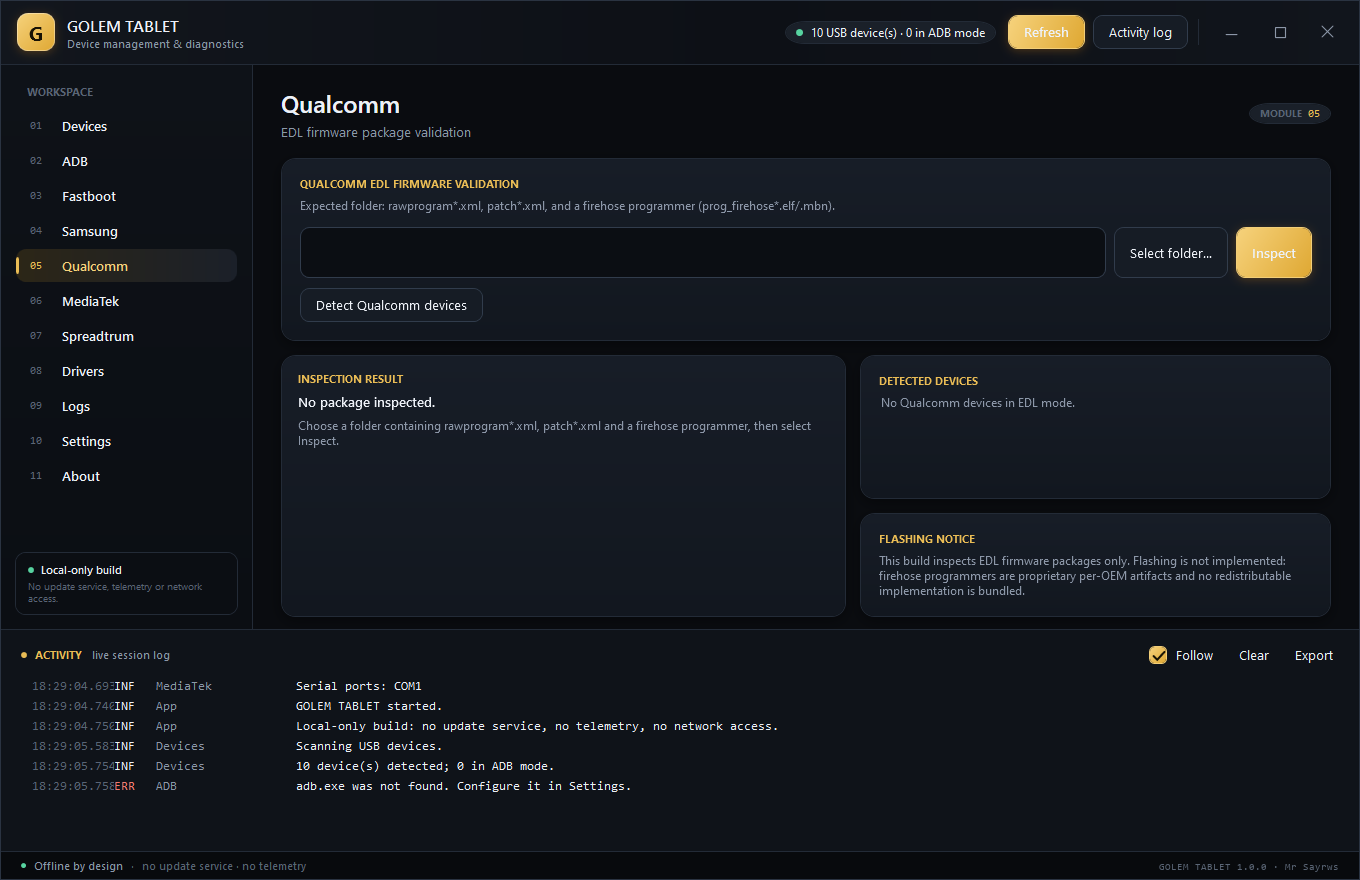 G
GOLEM TABLET
Device management & diagnostics
10 USB device(s) · 0 in ADB mode
Refresh
Activity log
WORKSPACE
01 Devices
02 ADB
03 Fastboot
04 Samsung
05 Qualcomm
06 MediaTek
07 Spreadtrum
08 Drivers
09 Logs
10 Settings
11 About
Local-only build
No update service, telemetry or network
access.
Qualcomm
EDL firmware package validation
MODULE 05
QUALCOMM EDL FIRMWARE VALIDATION
Expected folder: rawprogram*.xml, patch*.xml, and a firehose programmer (prog_firehose*.elf/.mbn).
Select folder...
Inspect
Detect Qualcomm devices
INSPECTION RESULT
No package inspected.
Choose a folder containing rawprogram*.xml, patch*.xml and a firehose programmer, then select
Inspect.
DETECTED DEVICES
No Qualcomm devices in EDL mode.
FLASHING NOTICE
This build inspects EDL firmware packages only. Flashing is not implemented:
firehose programmers are proprietary per-OEM artifacts and no redistributable
implementation is bundled.
ACTIVITY live session log
Follow
Clear
Export
INF MediaTek Serial ports: COM1
INF App GOLEM TABLET started.
INF App Local-only build: no update service, no telemetry, no network access.
INF Devices Scanning USB devices.
INF Devices 10 device(s) detected; 0 in ADB mode.
ERR ADB adb.exe was not found. Configure it in Settings.
Offline by design · no update service · no telemetry
GOLEM TABLET 1.0.0 · Mr Sayrws